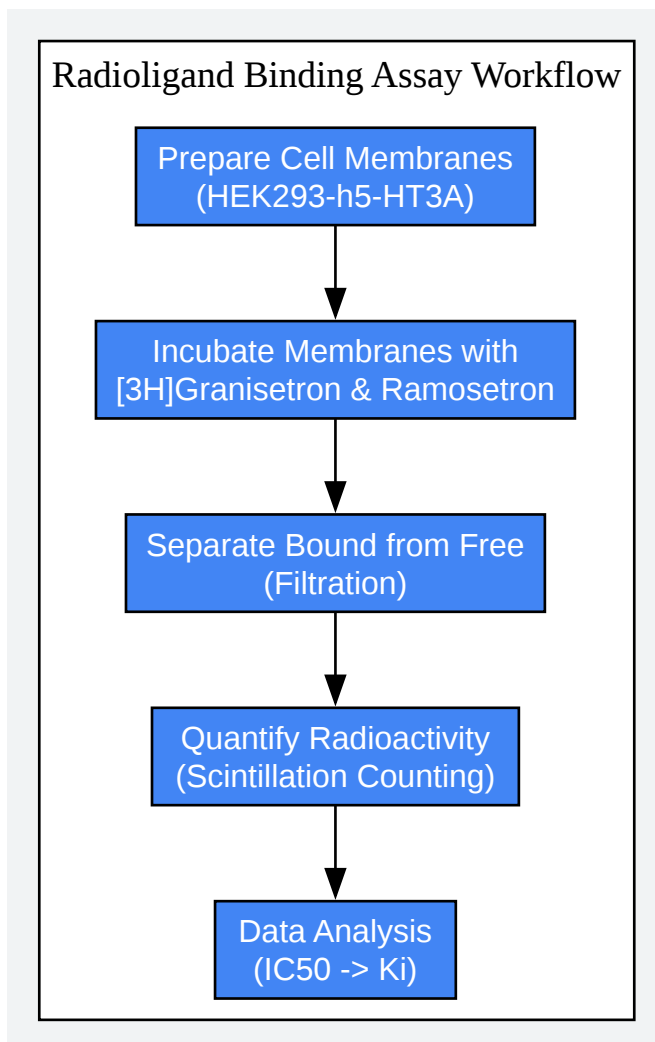 Radioligand Binding Assay Workflow
Prepare Cell Membranes
(HEK293-h5-HT3A)
Incubate Membranes with
[3H]Granisetron & Ramosetron
Separate Bound from Free
(Filtration)
Quantify Radioactivity
(Scintillation Counting)
Data Analysis
(IC50 -> Ki)